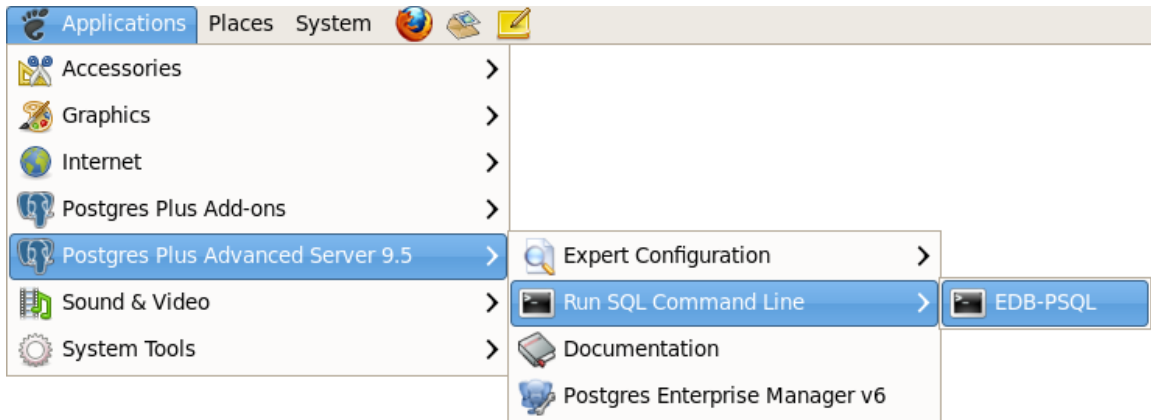 Applications Places System
Accessories
Graphics
Internet
Postgres Plus Add-ons
Postgres Plus Advanced Server 9.5
Sound & Video
System Tools
Expert Configuration
Run SQL Command Line
Documentation
Postgres Enterprise Manager v6
EDB-PSQL